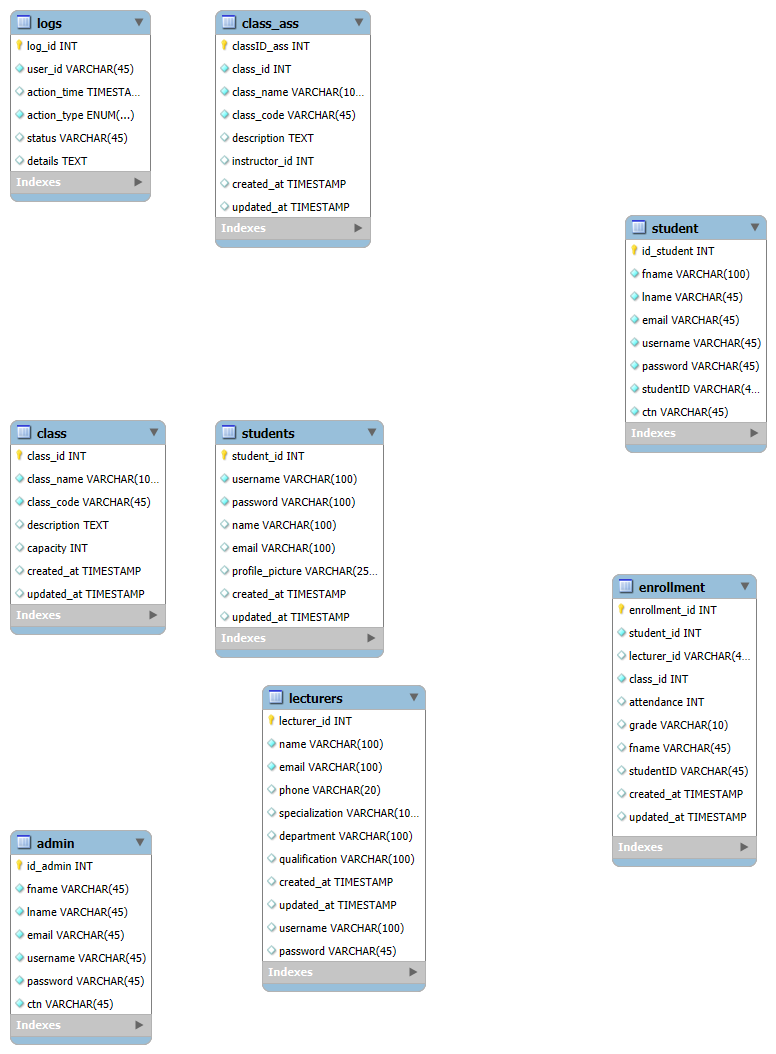 logs
log_id INT
user_id VARCHAR(45)
action_time TIMESTA...
action_type ENUM(...)
status VARCHAR(45)
details TEXT
Indexes
class_ass
classID_ass INT
class_id INT
class_name VARCHAR(10...
class_code VARCHAR(45)
description TEXT
instructor_id INT
created_at TIMESTAMP
updated_at TIMESTAMP
Indexes
student
id_student INT
fname VARCHAR(100)
lname VARCHAR(45)
email VARCHAR(45)
username VARCHAR(45)
password VARCHAR(45)
studentID VARCHAR(4...
ctn VARCHAR(45)
Indexes
class
class_id INT
class_name VARCHAR(10...
class_code VARCHAR(45)
description TEXT
capacity INT
created_at TIMESTAMP
updated_at TIMESTAMP
Indexes
students
student_id INT
username VARCHAR(100)
password VARCHAR(100)
name VARCHAR(100)
email VARCHAR(100)
profile_picture VARCHAR(25...
created_at TIMESTAMP
updated_at TIMESTAMP
Indexes
enrollment
enrollment_id INT
student_id INT
lecturer_id VARCHAR(4...
class_id INT
attendance INT
grade VARCHAR(10)
fname VARCHAR(45)
studentID VARCHAR(45)
created_at TIMESTAMP
updated_at TIMESTAMP
Indexes
lecturers
lecturer_id INT
name VARCHAR(100)
email VARCHAR(100)
phone VARCHAR(20)
specialization VARCHAR(10...
department VARCHAR(100)
qualification VARCHAR(100)
created_at TIMESTAMP
updated_at TIMESTAMP
username VARCHAR(100)
password VARCHAR(45)
Indexes
admin
id_admin INT
fname VARCHAR(45)
lname VARCHAR(45)
email VARCHAR(45)
username VARCHAR(45)
password VARCHAR(45)
ctn VARCHAR(45)
Indexes